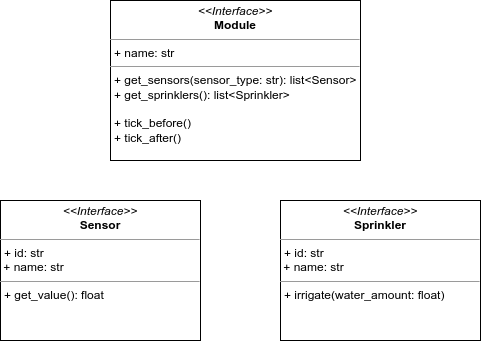 <<Interface>>
Module
+ name: str
+ get_sensors(sensor_type: str): list<Sensor>
+ get_sprinklers(): list<Sprinkler>
+ tick_before()
+ tick_after()
<<Interface>>
Sensor
+ id: str
+ name: str
+ get_value(): float
<<Interface>>
Sprinkler
+ id: str
+ name: str
+ irrigate(water_amount: float)